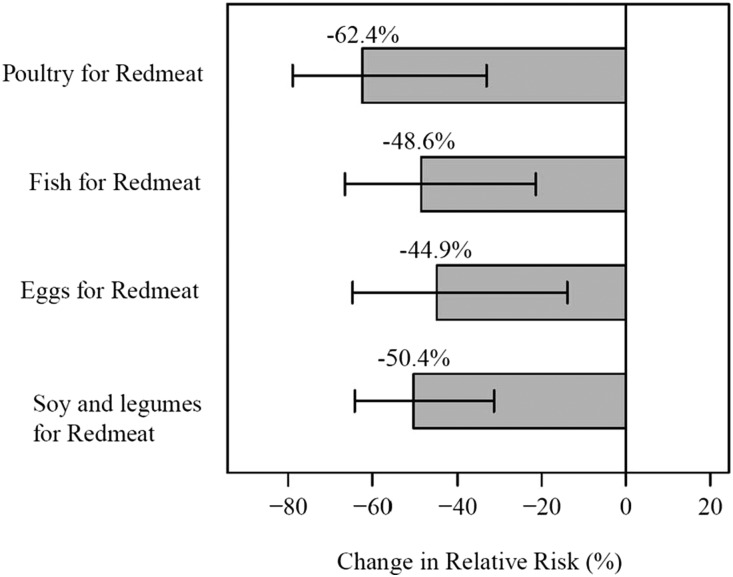 -62.4%
Poultry for Redmeat
-48.6%
Fish for Redmeat
-44.9%
Eggs for Redmeat
-50.4%
Soy and legumes
for Redmeat
−80 −60 −40 −20 0 20
Change in Relative Risk (%)